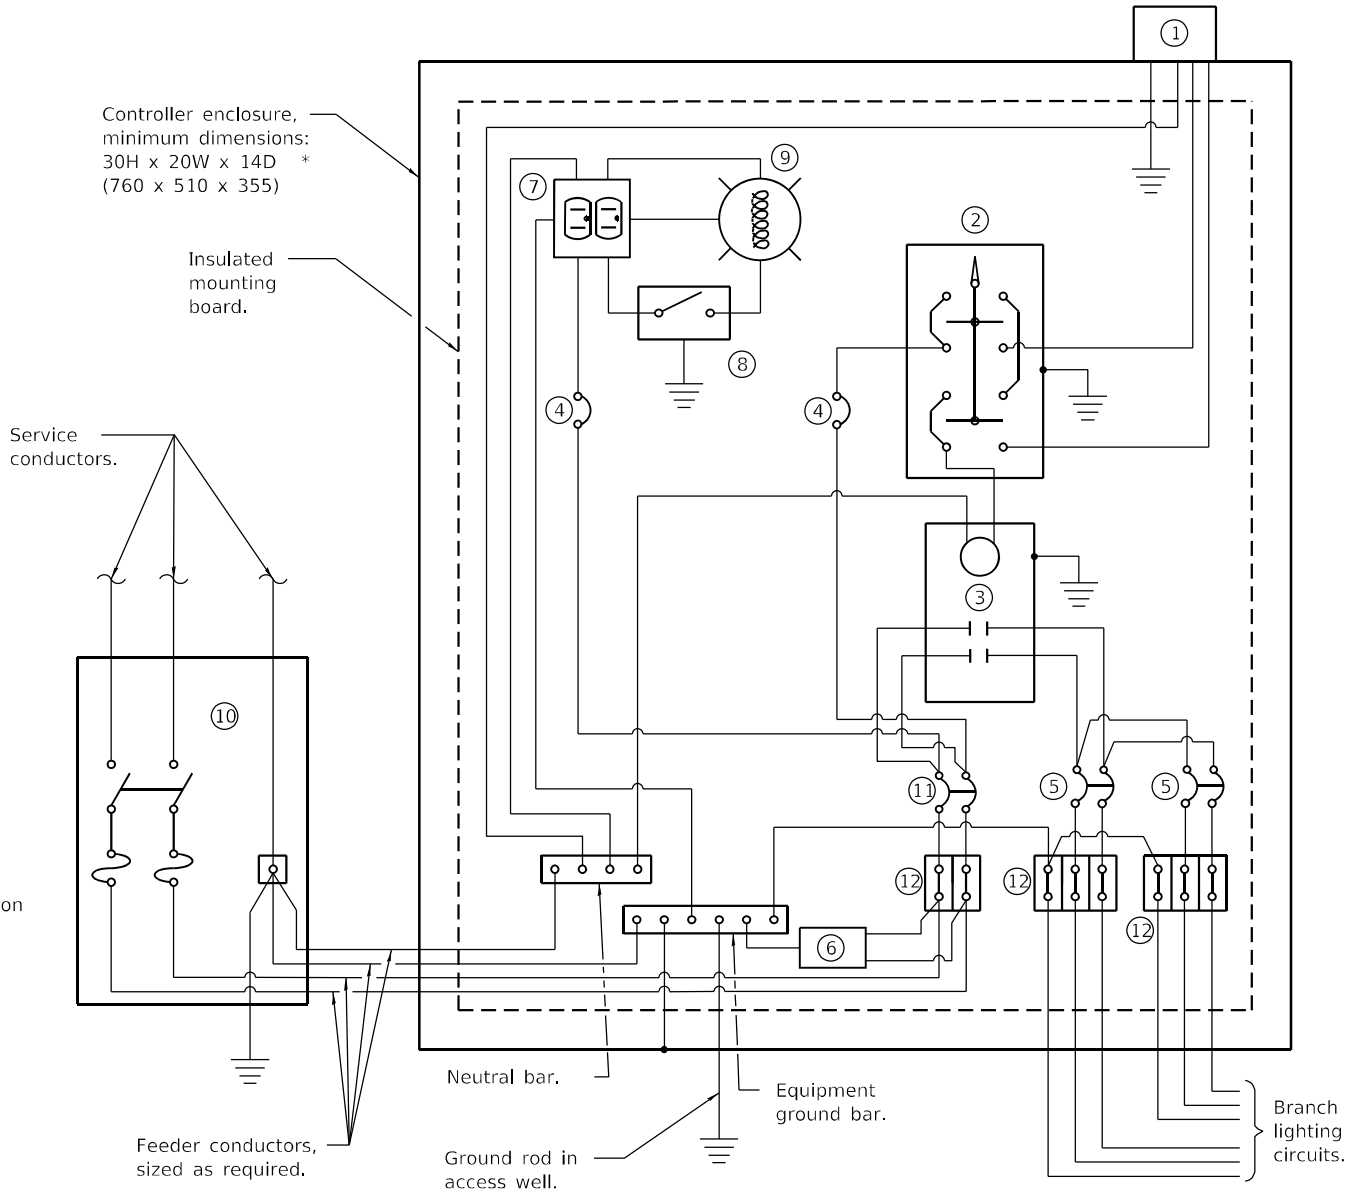 1
Controller enclosure,
minimum dimensions:
30H x 20W x 14D *
(760 x 510 x 355)
9
7
2
Insulated
mounting
board.
8
4
4
Service
conductors.
3
10
11
5
5
12
12
12
on
6
Neutral bar.
Equipment
ground bar.
Feeder conductors,
sized as required.
Ground rod in
access well.
Branch
lighting
circuits.